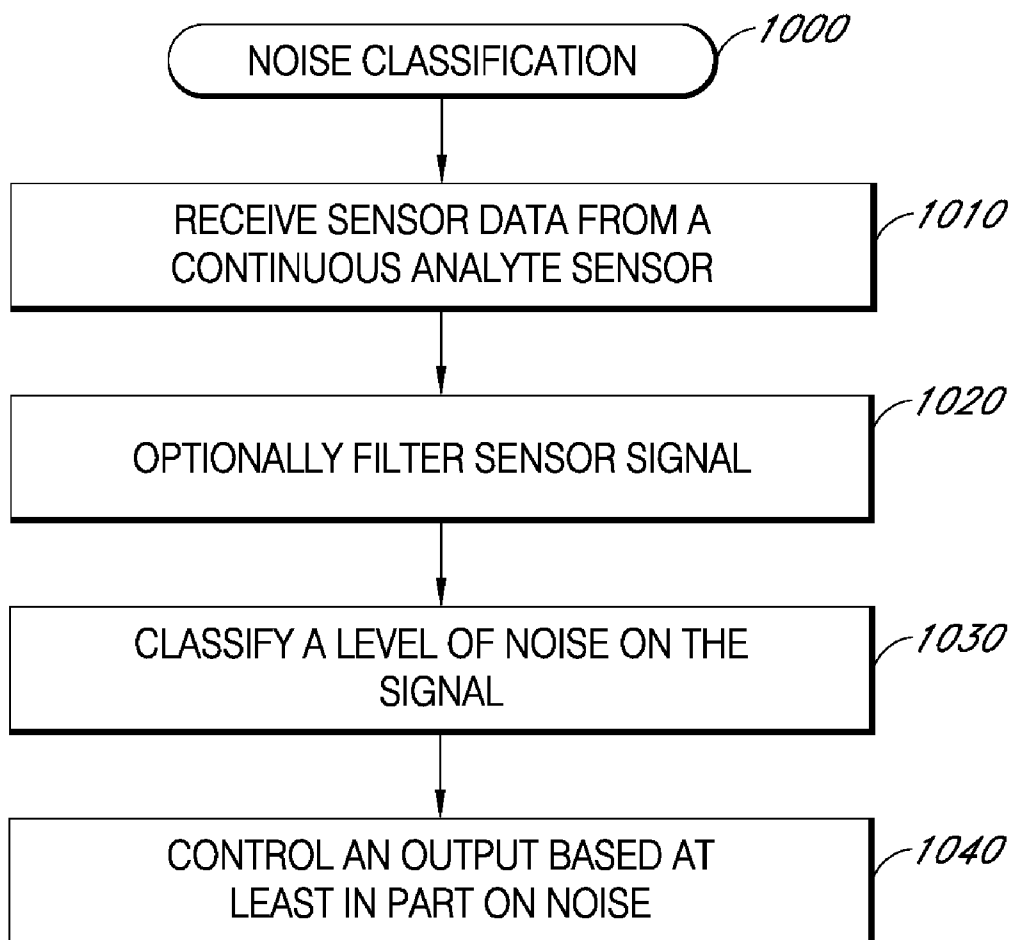 1000
NOISE CLASSIFICATION
1010
RECEIVE SENSOR DATA FROM A
CONTINUOUS ANALYTE SENSOR
1020
OPTIONALLY FILTER SENSOR SIGNAL
1030
CLASSIFY A LEVEL OF NOISE ON THE
SIGNAL
1040
CONTROL AN OUTPUT BASED AT
LEAST IN PART ON NOISE